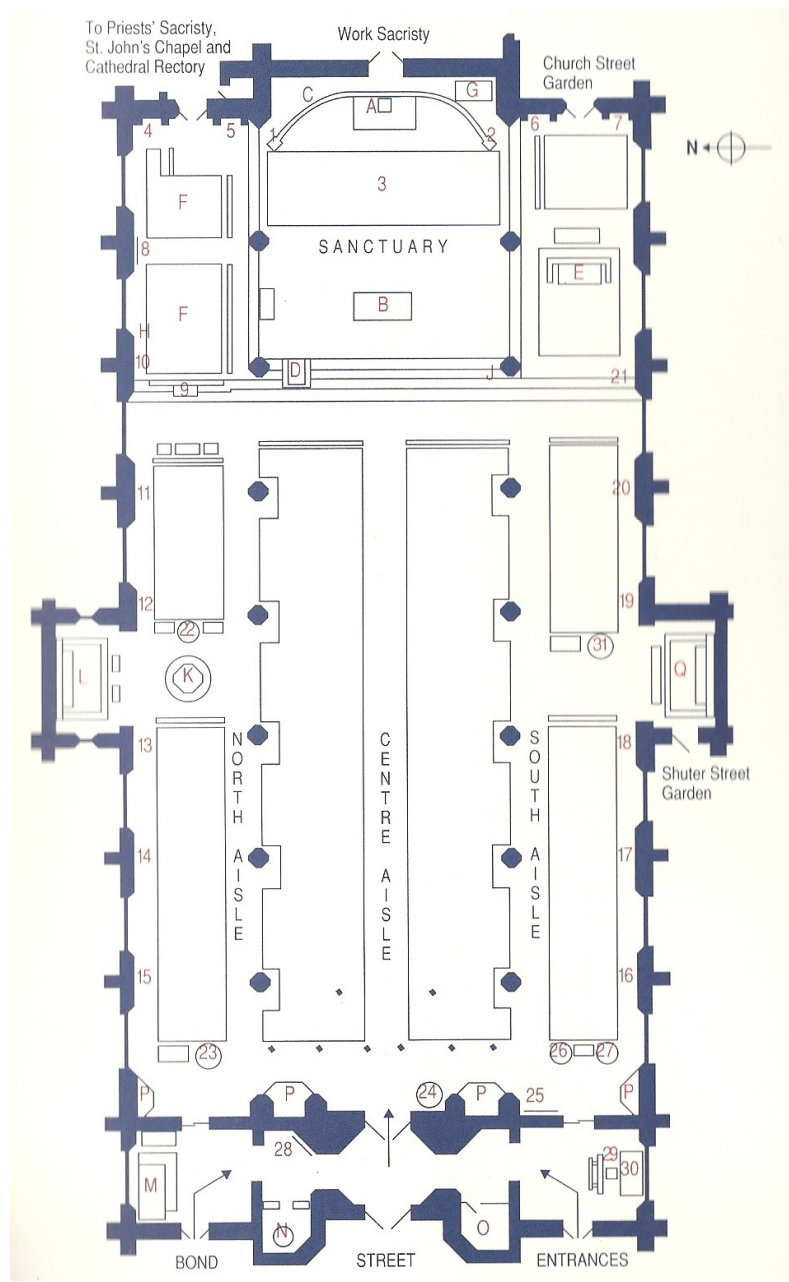 To Priests' Sacristy,
St. John's Chapel and
Cathedral Rectory
Work Sacristy
Church Street
Garden
C
A
G
4
5
1
2
6
7
N
3
F
SANCTUARY
8
E
B
F
H
10
D
J
9
21
11
20
12
19
22
31
L
K
Q
13
NORTH AISLE
CENTRE AISLE
SOUTH AISLE
18
Shuter Street
Garden
14
17
15
16
23
26
27
P
P
24
P
25
P
28
29
30
M
N
O
BOND
STREET
ENTRANCES